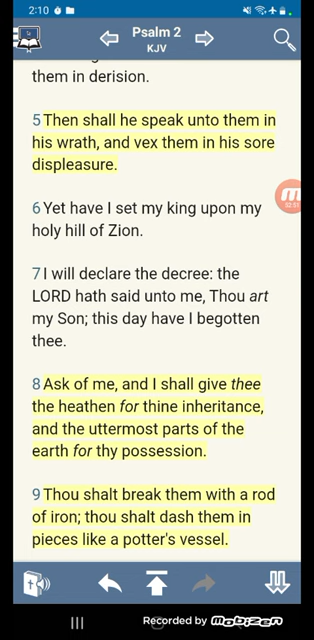 2:10
Psalm 2
KJV
them in derision.
5 Then shall he speak unto them in
his wrath, and vex them in his sore
displeasure.
6 Yet have I set my king upon my
holy hill of Zion.
7 I will declare the decree: the
LORD hath said unto me, Thou art
my Son; this day have I begotten
thee.
8 Ask of me, and I shall give thee
the heathen for thine inheritance,
and the uttermost parts of the
earth for thy possession.
9 Thou shalt break them with a rod
of iron; thou shalt dash them in
pieces like a potter's vessel.
Recorded by Mobizen